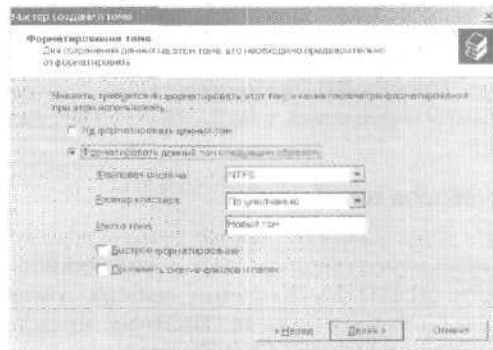 Мастер создания тома
Форматирование тома
Для сохранения данных на этом томе его необходимо предварительно
отформатировать.
Укажите, требуется ли форматировать этот том, и какие параметры форматирования
при этом использовать.
Не форматировать данный том
Форматировать данный том следующим образом:
Файловая система: NTFS
Размер кластера: По умолчанию
Метка тома: Новый том
Быстрое форматирование
Применять сжатие файлов и папок
< Назад
Далее >
Отмена